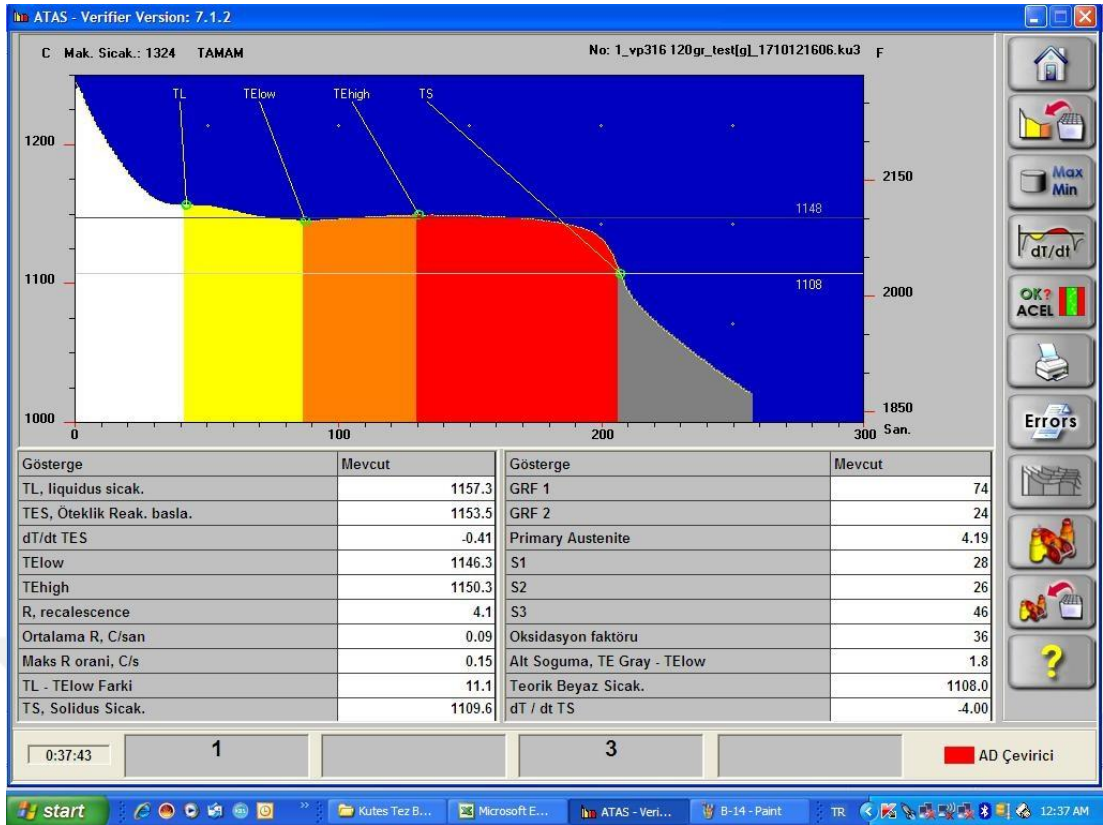 ATAS - Verifier Version: 7.1.2
C Mak. Sicak.: 1324 TAMAM No: 1_vp316 120gr_test[g]_1710121606.ku3 F
TL TElow TEhigh TS
1200
2150
1148
1100
1108
2000
1000
1850
0 100 200 300 San.
Max
Min
dT/dt
OK?
ACEL
Errors
?
Gösterge Mevcut Gösterge Mevcut
TL, liquidus sicak. 1157.3 GRF 1 74
TES, Öteklik Reak. basla. 1153.5 GRF 2 24
dT/dt TES -0.41 Primary Austenite 4.19
TElow 1146.3 S1 28
TEhigh 1150.3 S2 26
R, recalescence 4.1 S3 46
Ortalama R, C/san 0.09 Oksidasyon faktöru 36
Maks R orani, C/s 0.15 Alt Soguma, TE Gray - TElow 1.8
TL - TElow Farki 11.1 Teorik Beyaz Sicak. 1108.0
TS, Solidus Sicak. 1109.6 dT / dt TS -4.00
0:37:43 1 3 AD Çevirici
start Kutes Tez B... Microsoft E... ATAS - Veri... B-14 - Paint TR 12:37 AM